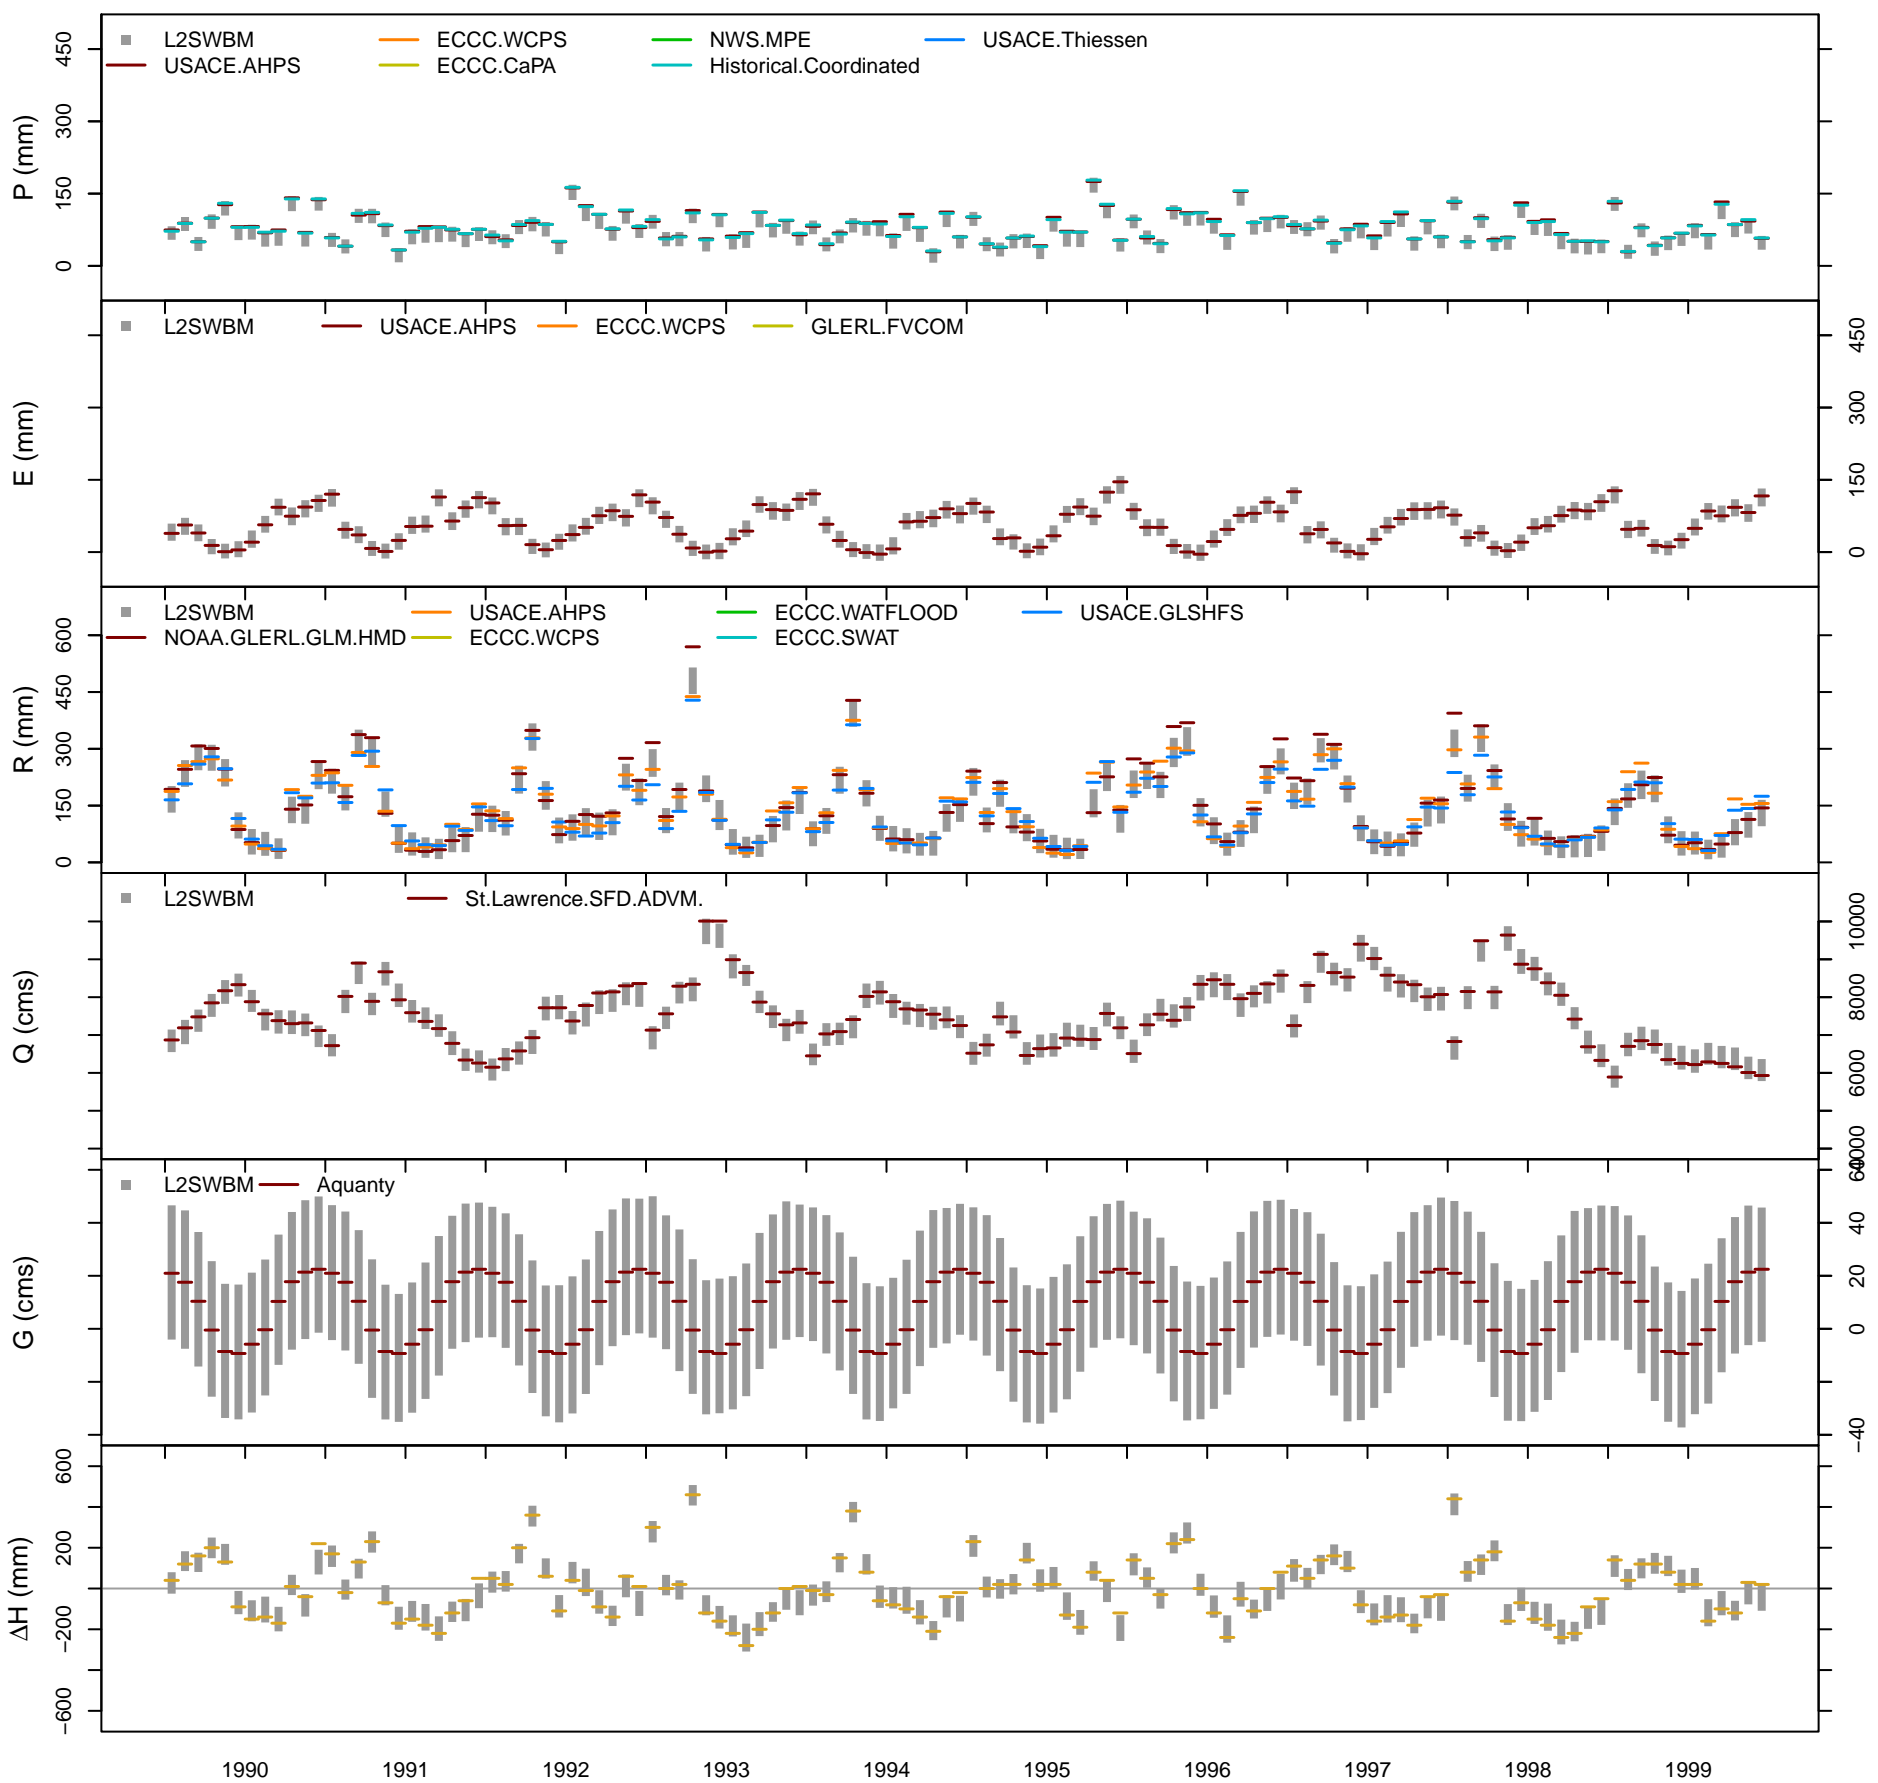 L2SWBM ECCC.WCPS NWS.MPE USACE.Thiessen
USACE.AHPS ECCC.CaPA Historical.Coordinated
P (mm)
450
300
150
0
L2SWBM USACE.AHPS ECCC.WCPS GLERL.FVCOM
E (mm)
450
300
150
0
L2SWBM USACE.AHPS ECCC.WATFLOOD USACE.GLSHFS
NOAA.GLERL.GLM.HMD ECCC.WCPS ECCC.SWAT
R (mm)
600
450
300
150
0
L2SWBM St.Lawrence.SFD.ADVM.
Q (cms)
10000
8000
6000
4000
L2SWBM Aquanty
G (cms)
60
40
20
0
−40
ΔH (mm)
600
200
−200
−600
1990 1991 1992 1993 1994 1995 1996 1997 1998 1999